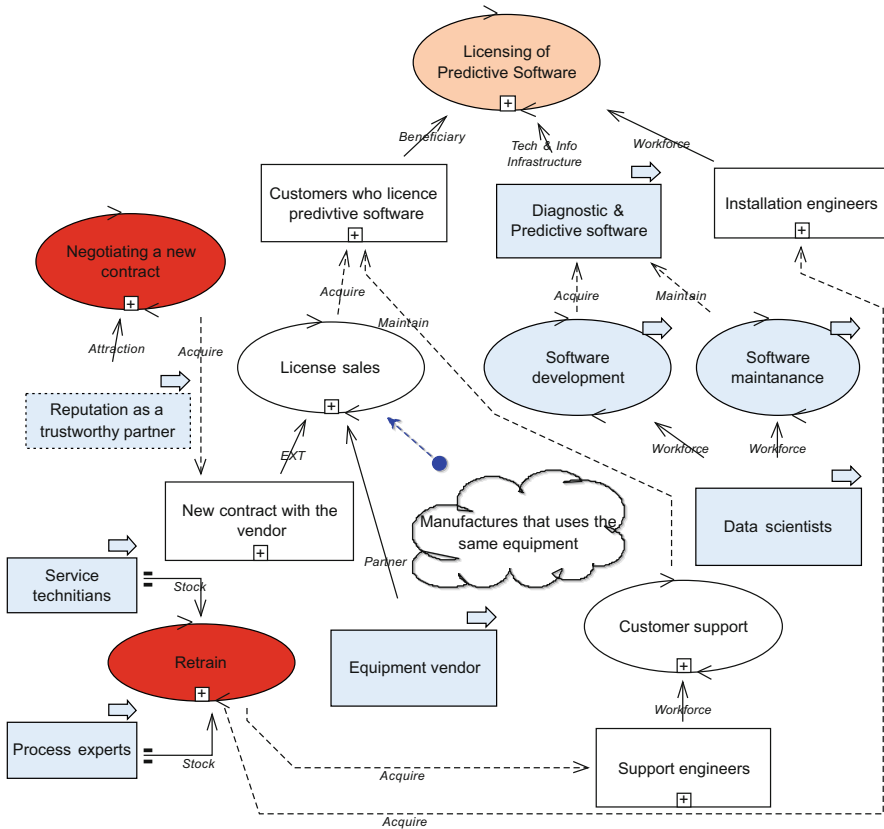 Licensing of
Predictive Software
Beneficiary
Tech & Info
Infrastructure
Workforce
Customers who licence
predivtive software
Diagnostic &
Predictive software
Installation engineers
Negotiating a new
contract
Acquire
Acquire
Maintain
Maintain
Attraction
Acquire
License sales
Software
development
Software
maintanance
Reputation as a
trustworthy partner
EXT
Workforce
Workforce
New contract with the
vendor
Manufactures that uses the
same equipment
Data scientists
Partner
Service
technitians
Stock
Customer support
Retrain
Equipment vendor
Workforce
Process experts
Stock
Acquire
Support engineers
Acquire